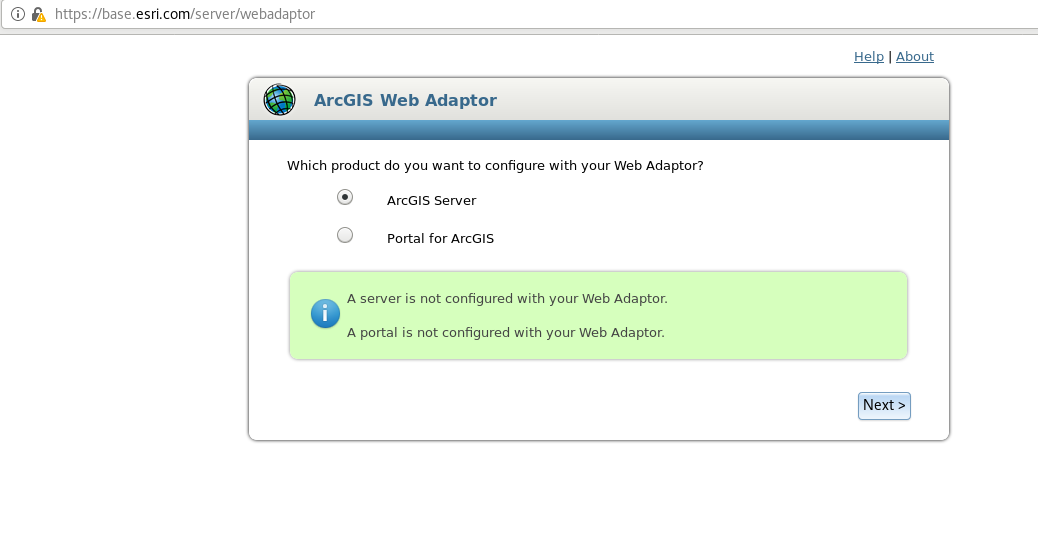 https://base.esri.com/server/webadaptor
Help | About
ArcGIS Web Adaptor
Which product do you want to configure with your Web Adaptor?
ArcGIS Server
Portal for ArcGIS
A server is not configured with your Web Adaptor.
A portal is not configured with your Web Adaptor.
Next >